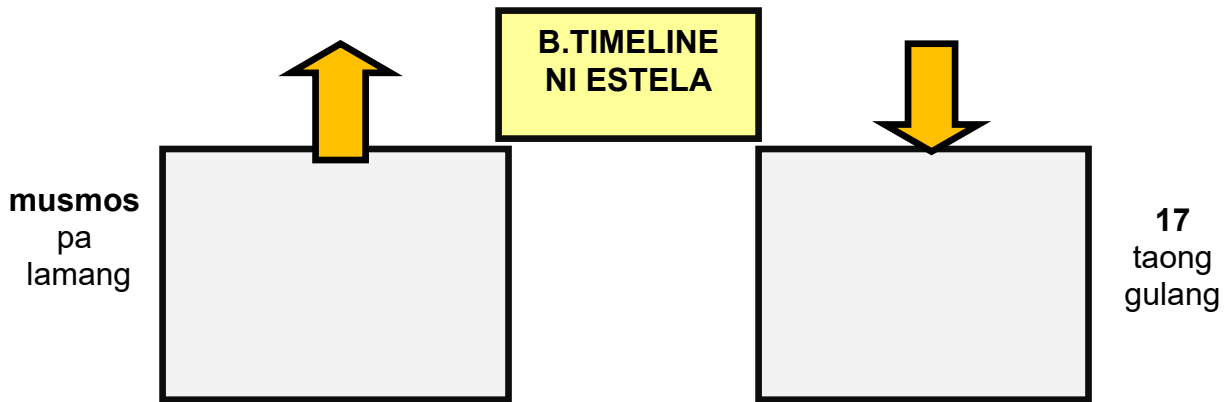 B.TIMELINE
NI ESTELA
musmos
pa
lamang
17
taong
gulang